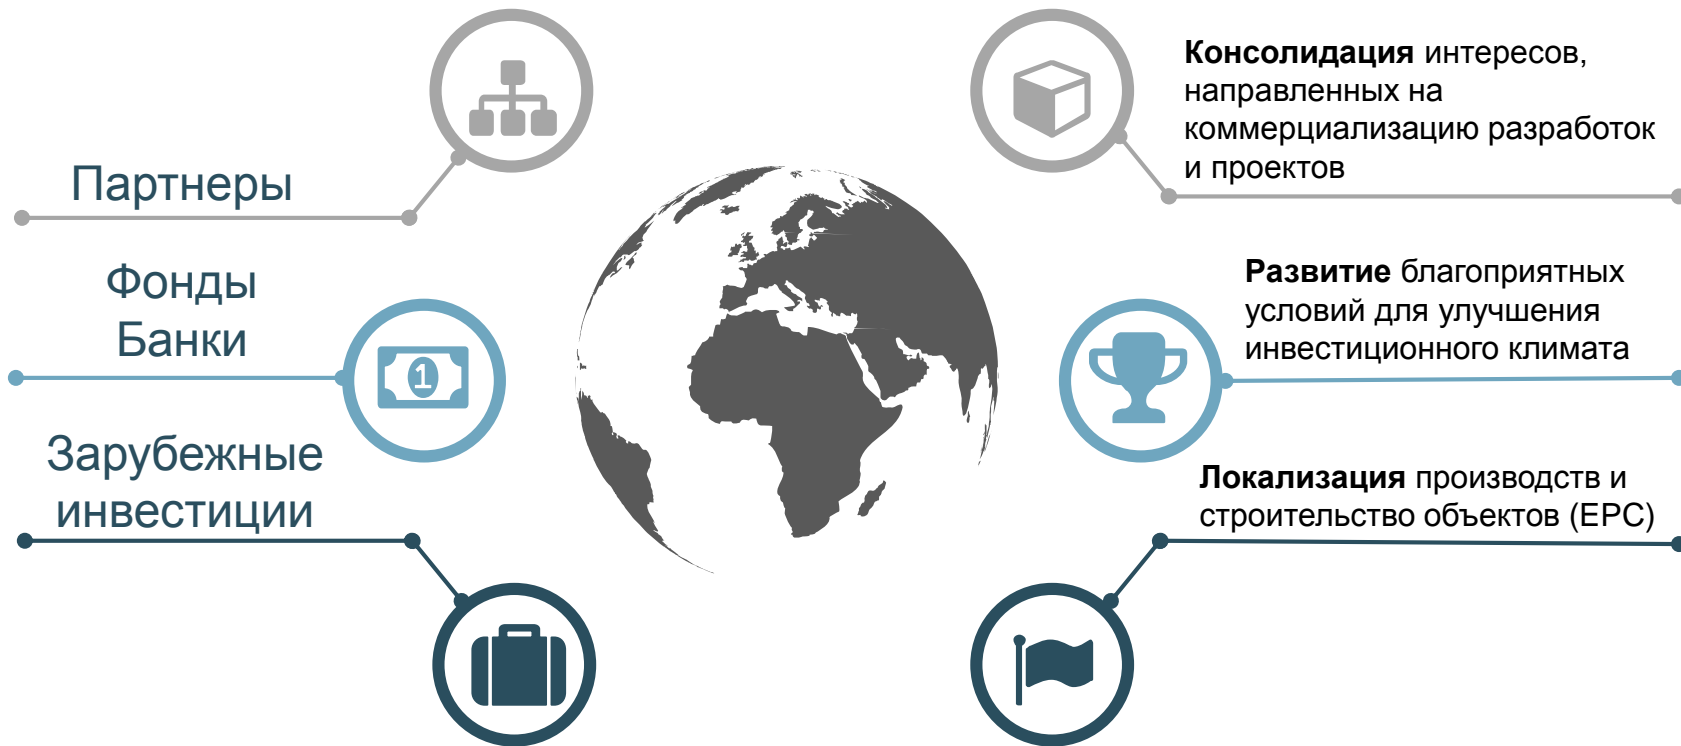 Партнеры
Фонды
Банки
Зарубежные
инвестиции
1
Консолидация интересов,
направленных на
коммерциализацию разработок
и проектов
Развитие благоприятных
условий для улучшения
инвестиционного климата
Локализация производств и
строительство объектов (EPC)